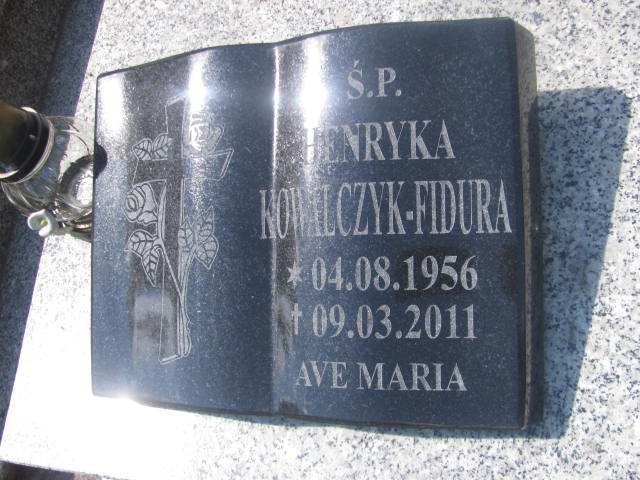 Ś.P.
HENRYKA
KOWALCZYK-FIDURA
* 04.08.1956
† 09.03.2011
AVE MARIA